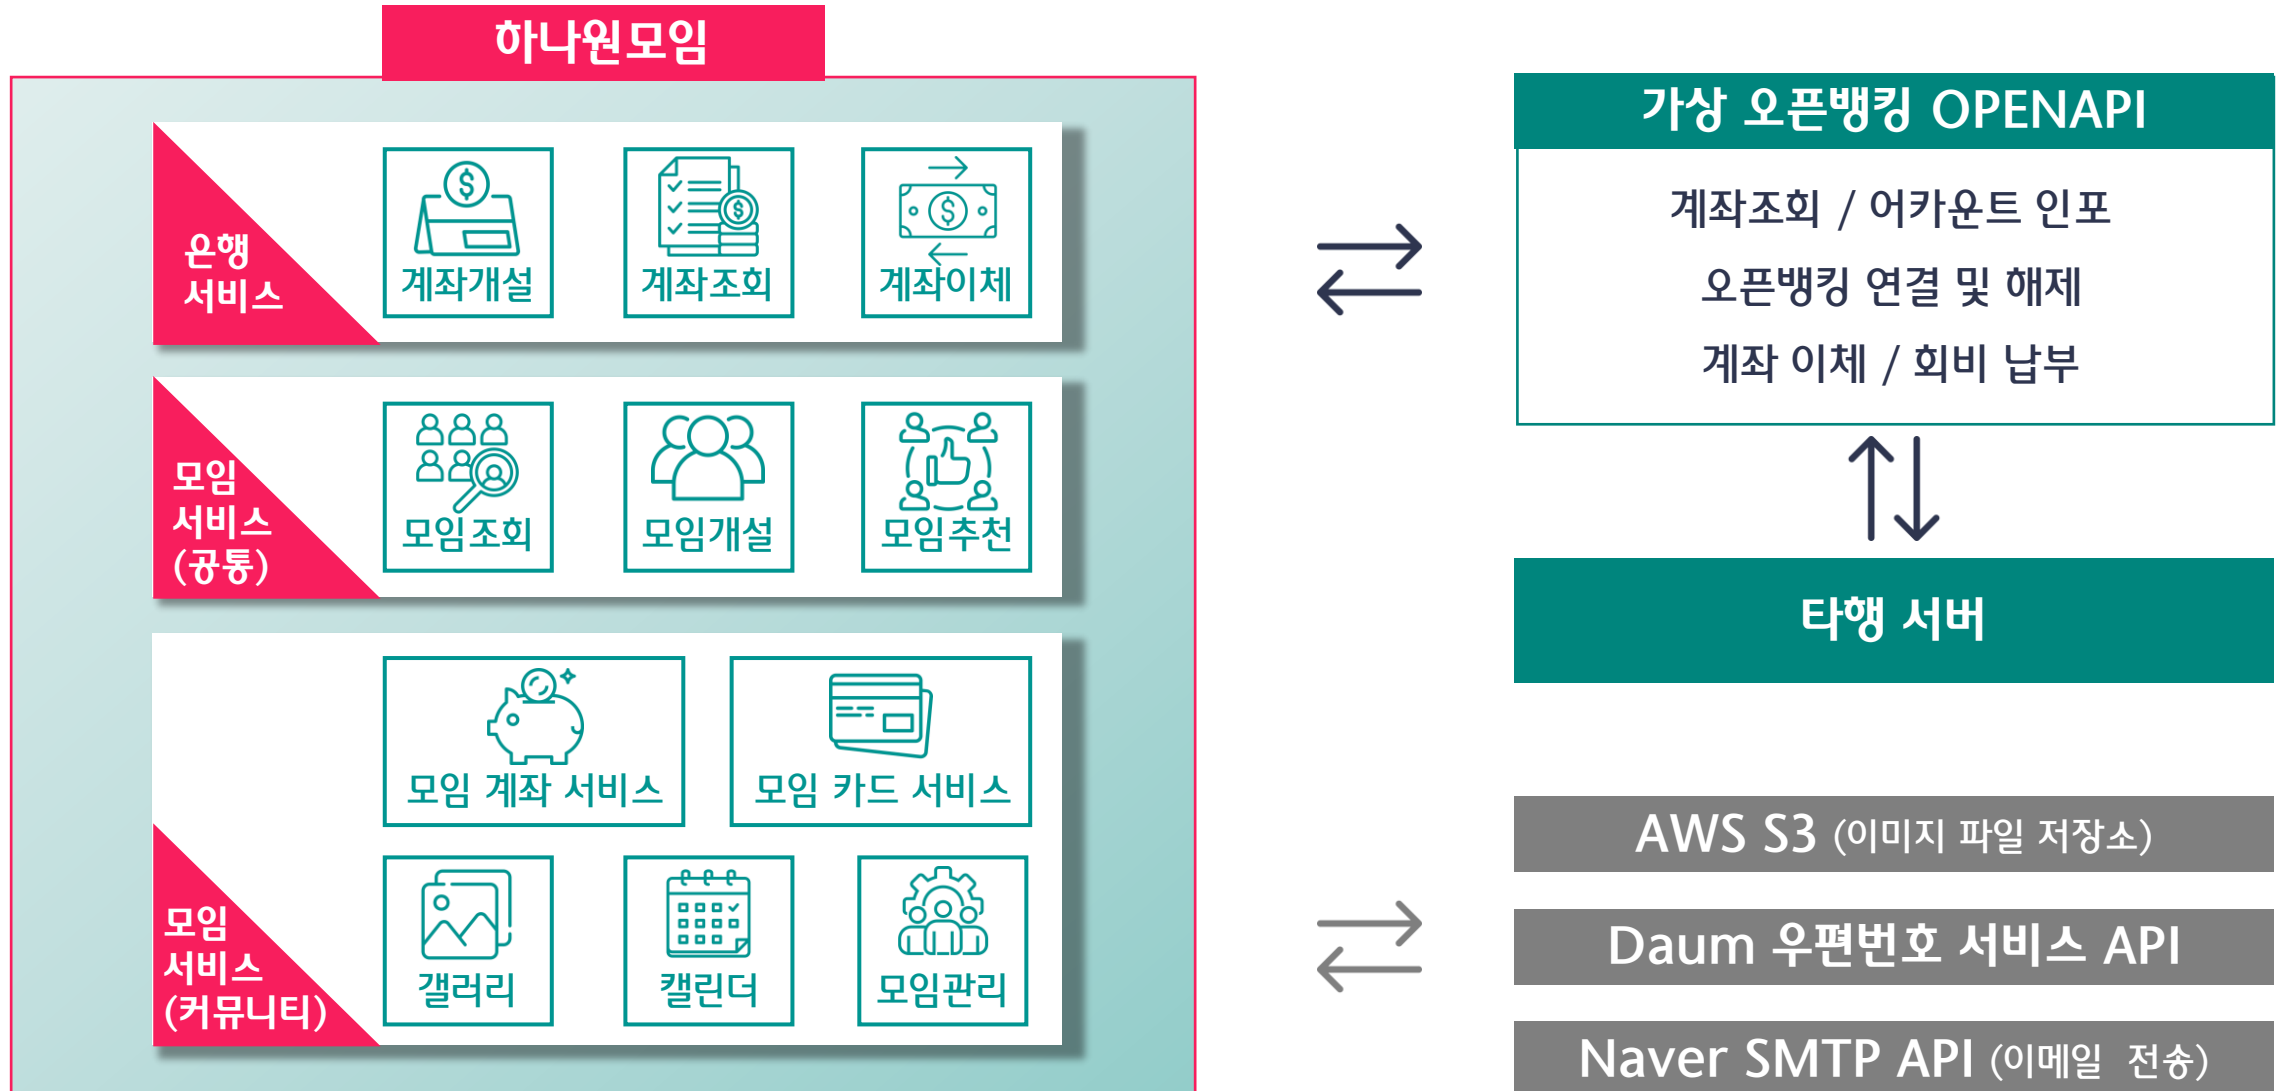 하나원모임
은행
서비스
계좌개설
계좌조회
계좌이체
모임
서비스
(공통)
모임조회
모임개설
모임추천
모임 계좌 서비스
모임 카드 서비스
모임
서비스
(커뮤니티)
갤러리
캘린더
모임관리
가상 오픈뱅킹 OPENAPI
계좌조회 / 어카운트 인포
오픈뱅킹 연결 및 해제
계좌 이체 / 회비 납부
타행 서버
AWS S3 (이미지 파일 저장소)
Daum 우편번호 서비스 API
Naver SMTP API (이메일 전송)